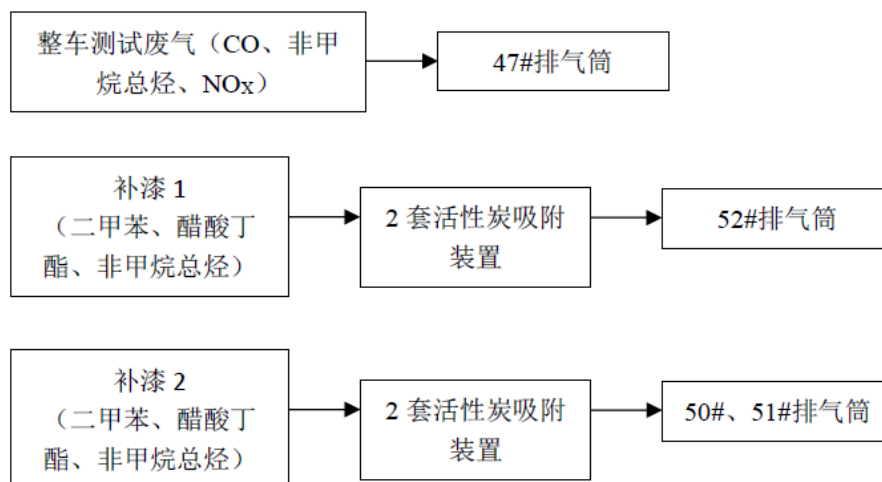 整车测试废气（CO、非甲
烷总烃、NOx）
47#排气筒
补漆 1
（二甲苯、醋酸丁
酯、非甲烷总烃）
2 套活性炭吸附
装置
52#排气筒
补漆 2
（二甲苯、醋酸丁
酯、非甲烷总烃）
2 套活性炭吸附
装置
50#、51#排气筒